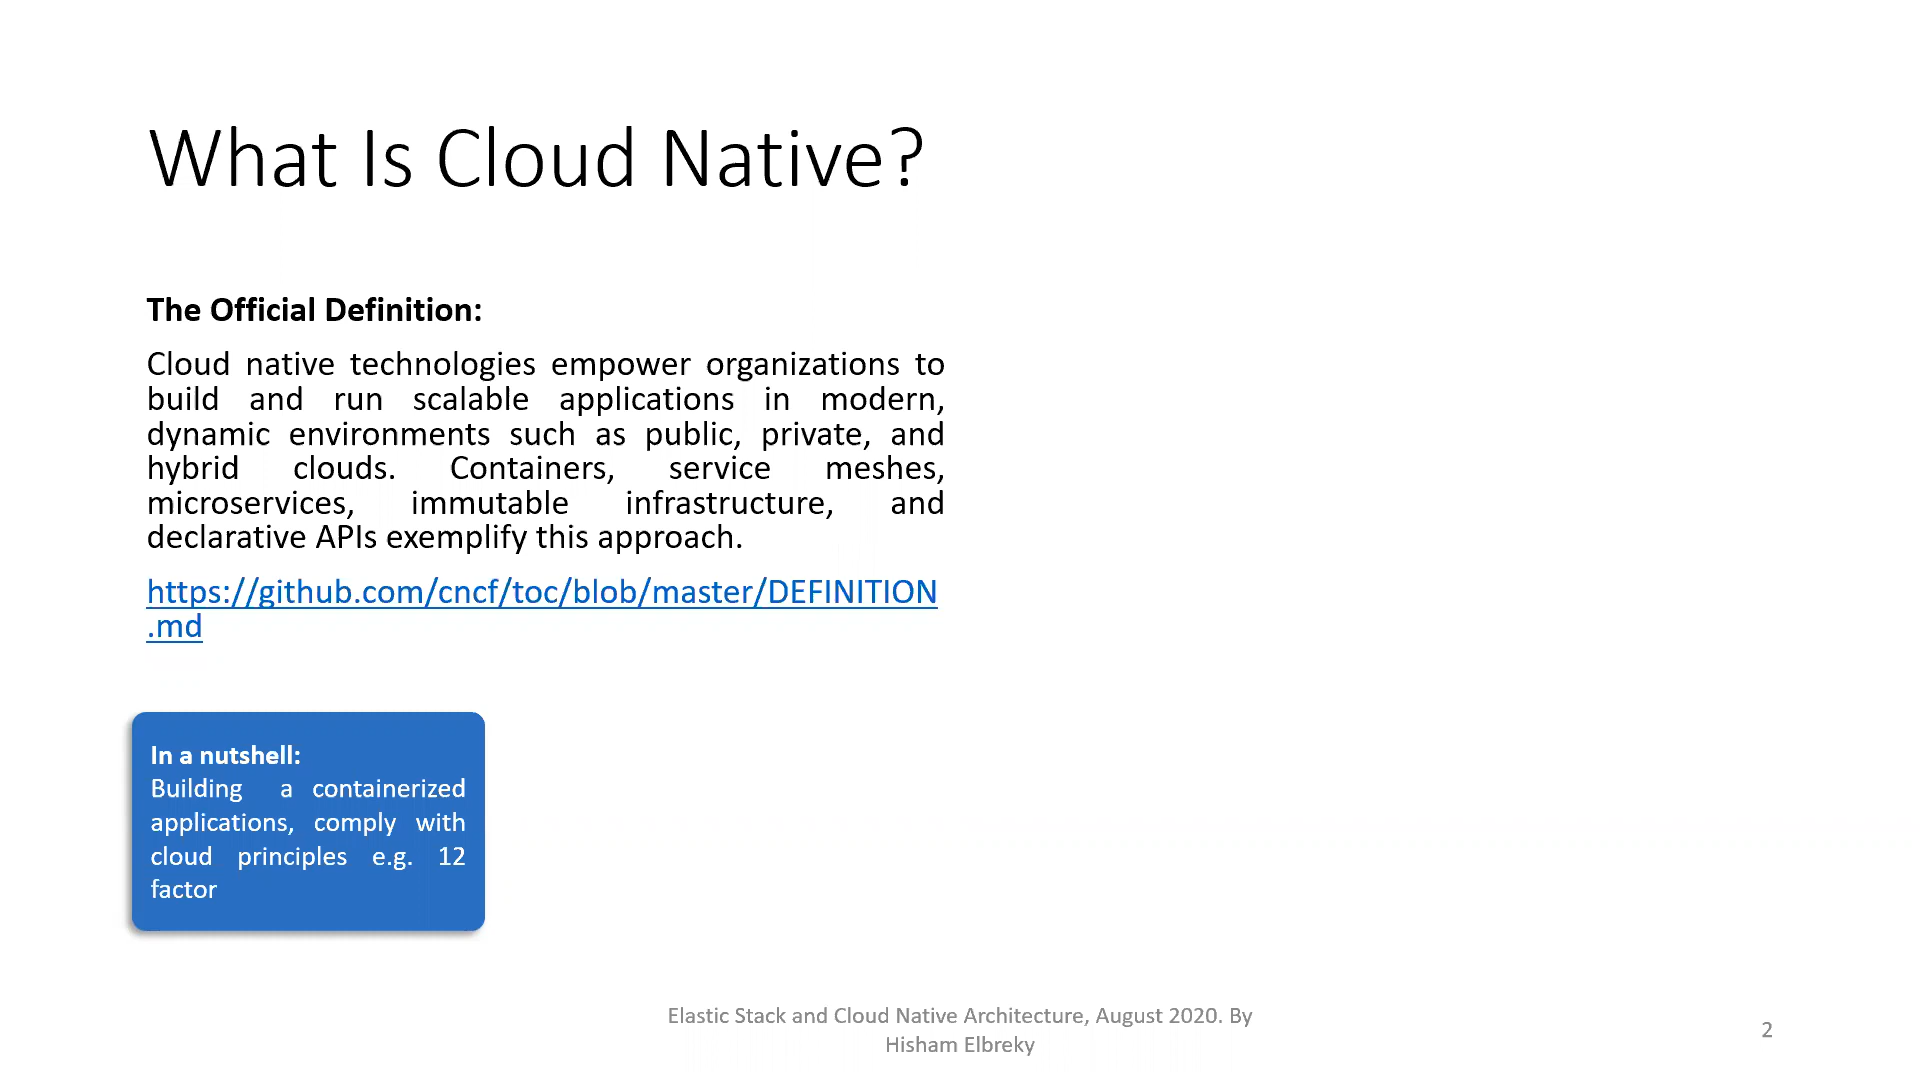 What Is Cloud Native?
The Official Definition:
Cloud native technologies empower organizations to
build and run scalable applications in modern,
dynamic environments such as public, private, and
hybrid clouds. Containers, service meshes,
microservices, immutable infrastructure, and
declarative APIs exemplify this approach.
https://github.com/cncf/toc/blob/master/DEFINITION
.md
In a nutshell:
Building a containerized
applications, comply with
cloud principles e.g. 12
factor
Elastic Stack and Cloud Native Architecture, August 2020. By
Hisham Elbreky
2